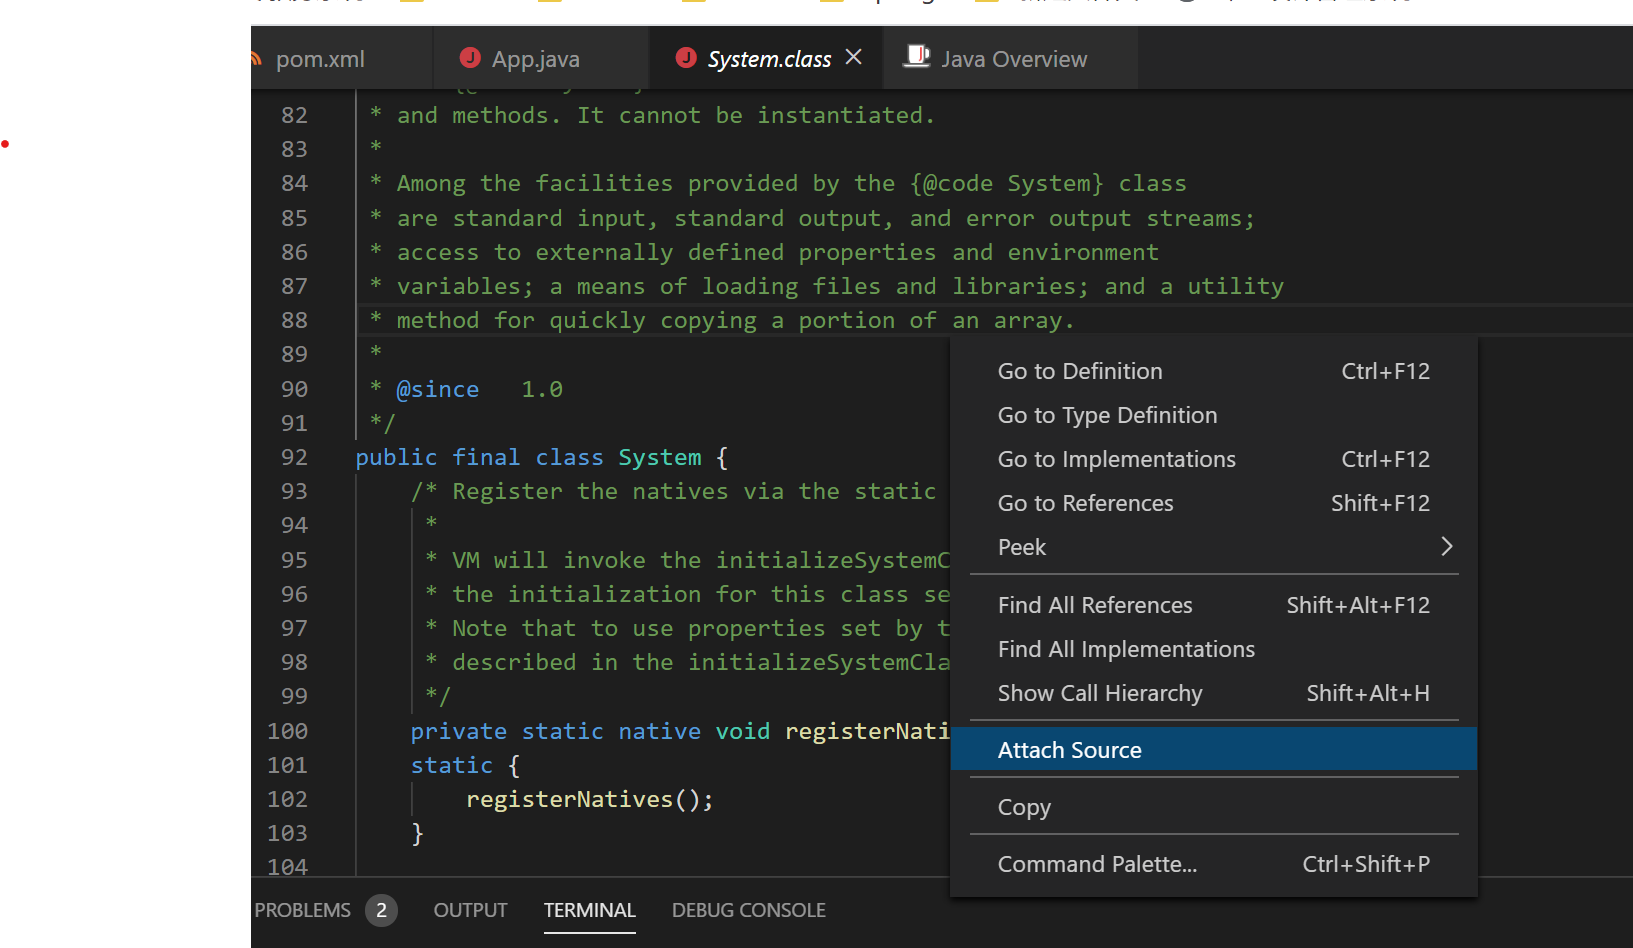 pom.xml
App.java
System.class
Java Overview
82 * and methods. It cannot be instantiated.
83 *
84 * Among the facilities provided by the {@code System} class
85 * are standard input, standard output, and error output streams;
86 * access to externally defined properties and environment
87 * variables; a means of loading files and libraries; and a utility
88 * method for quickly copying a portion of an array.
89 *
90 * @since 1.0
91 */
92 public final class System {
93 /* Register the natives via the static
94 *
95 * VM will invoke the initializeSystemC
96 * the initialization for this class se
97 * Note that to use properties set by t
98 * described in the initializeSystemCla
99 */
100 private static native void registerNati
101 static {
102 registerNatives();
103 }
104
Go to Definition Ctrl+F12
Go to Type Definition
Go to Implementations Ctrl+F12
Go to References Shift+F12
Peek
Find All References Shift+Alt+F12
Find All Implementations
Show Call Hierarchy Shift+Alt+H
Attach Source
Copy
Command Palette... Ctrl+Shift+P
PROBLEMS 2 OUTPUT TERMINAL DEBUG CONSOLE